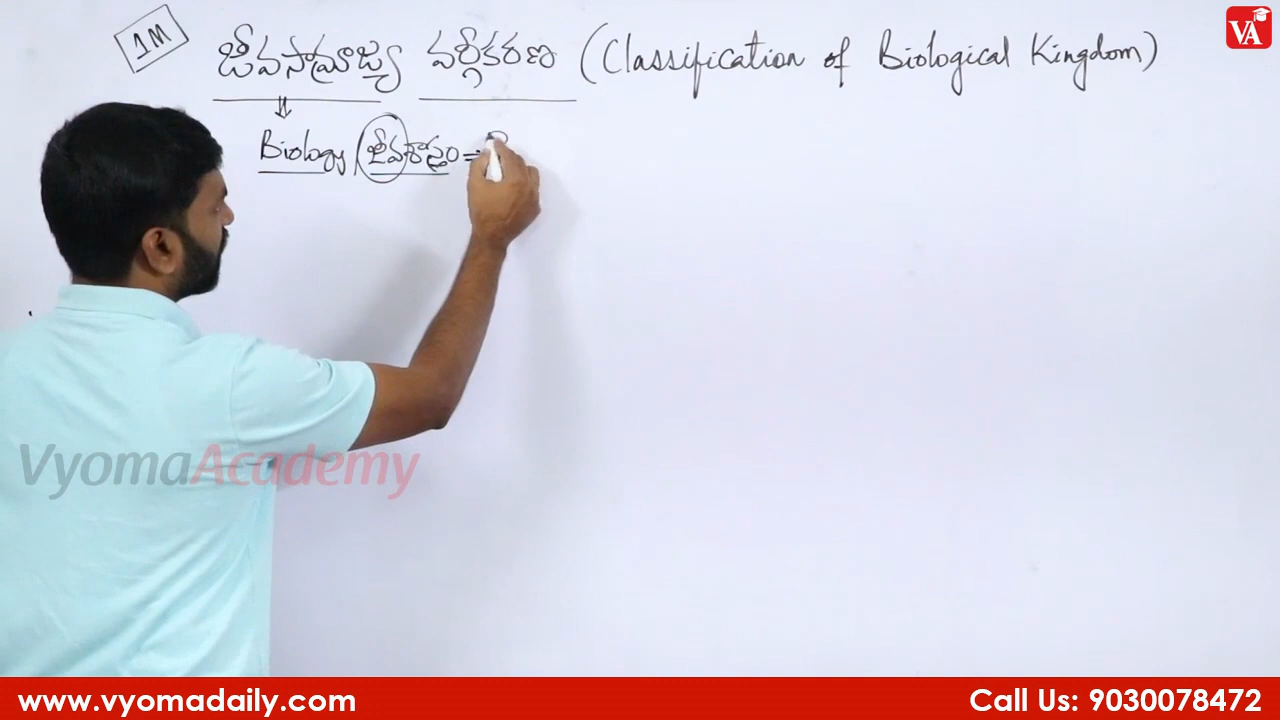 1M జీవసామ్రాజ్య వర్గీకరణ (Classification of Biological Kingdom)
Biology / జీవశాస్త్రం =
VA
VyomaAcademy
www.vyomadaily.com Call Us: 9030078472